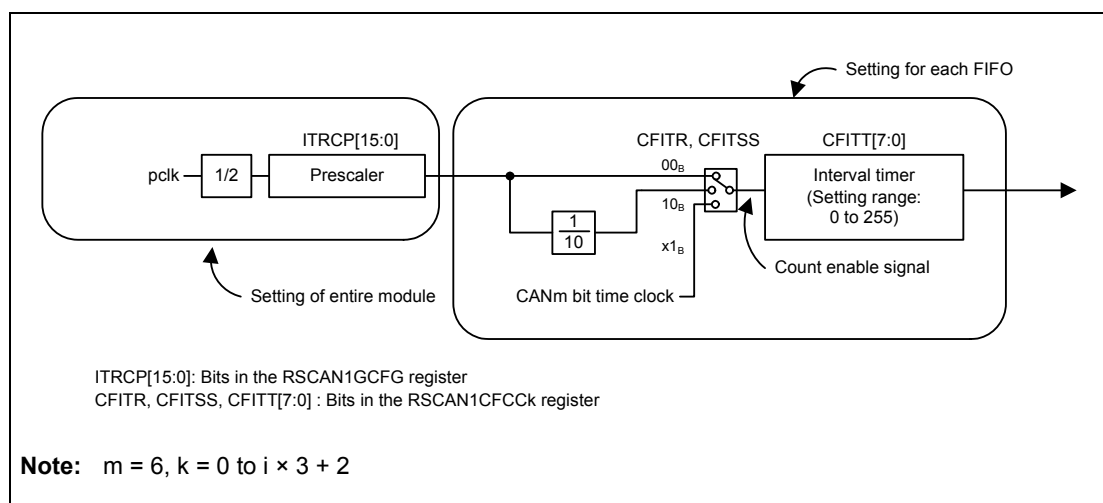 Setting for each FIFO
ITRCP[15:0]
CFITR, CFITSS
CFITT[7:0]
pclk
1/2
Prescaler
00B
10B
x1B
1
10
Interval timer
(Setting range:
0 to 255)
Count enable signal
CANm bit time clock
Setting of entire module
ITRCP[15:0]: Bits in the RSCAN1GCFG register
CFITR, CFITSS, CFITT[7:0] : Bits in the RSCAN1CFCCk register
Note: m = 6, k = 0 to i × 3 + 2